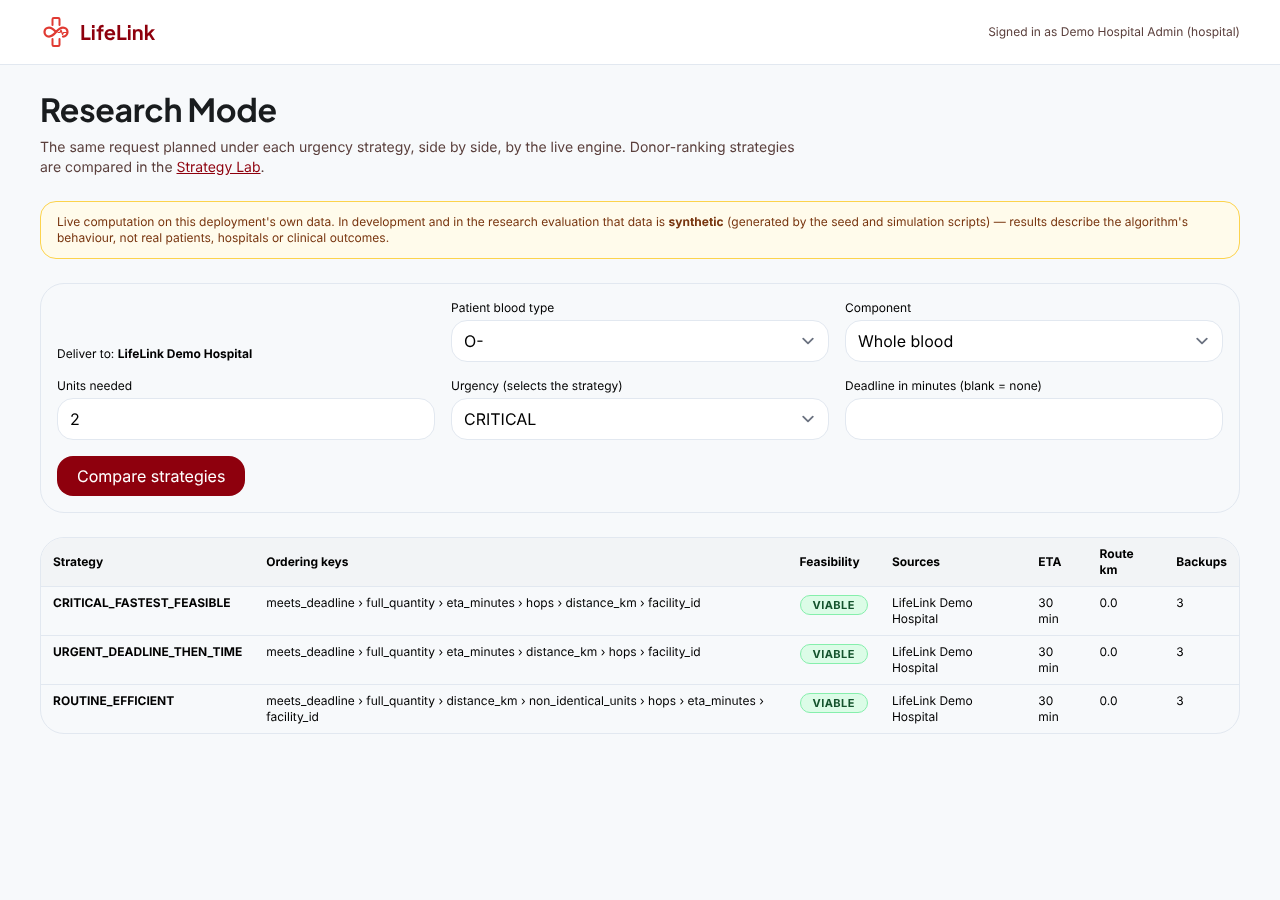 LifeLink
Signed in as Demo Hospital Admin (hospital)
Research Mode
The same request planned under each urgency strategy, side by side, by the live engine. Donor-ranking strategies
are compared in the Strategy Lab.
Live computation on this deployment's own data. In development and in the research evaluation that data is synthetic (generated by the seed and simulation scripts) — results describe the algorithm's
behaviour, not real patients, hospitals or clinical outcomes.
Deliver to: LifeLink Demo Hospital
Patient blood type
O-
Component
Whole blood
Units needed
2
Urgency (selects the strategy)
CRITICAL
Deadline in minutes (blank = none)
Compare strategies
Strategy Ordering keys Feasibility Sources ETA Route
km Backups
CRITICAL_FASTEST_FEASIBLE meets_deadline › full_quantity › eta_minutes › hops › distance_km › facility_id VIABLE LifeLink Demo 30 0.0 3
Hospital min
URGENT_DEADLINE_THEN_TIME meets_deadline › full_quantity › eta_minutes › distance_km › hops › facility_id VIABLE LifeLink Demo 30 0.0 3
Hospital min
ROUTINE_EFFICIENT meets_deadline › full_quantity › distance_km › non_identical_units › hops › eta_minutes › VIABLE LifeLink Demo 30 0.0 3
facility_id Hospital min